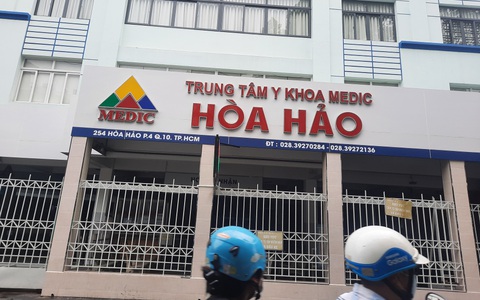 TRUNG TÂM Y KHOA MEDIC
HÒA HẢO
MEDIC
254 HÒA HẢO P.4 Q.10. TP.HCM
ĐT : 028.39270284 - 028.39272136